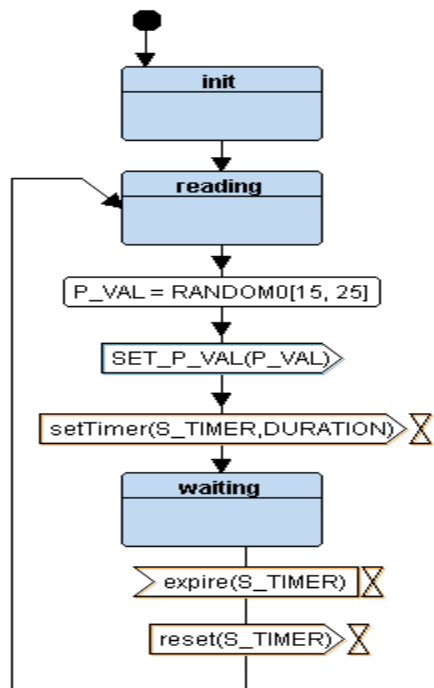 init
reading
P_VAL = RANDOM0[15, 25]
SET_P_VAL(P_VAL)
setTimer(S_TIMER,DURATION)
waiting
expire(S_TIMER)
reset(S_TIMER)